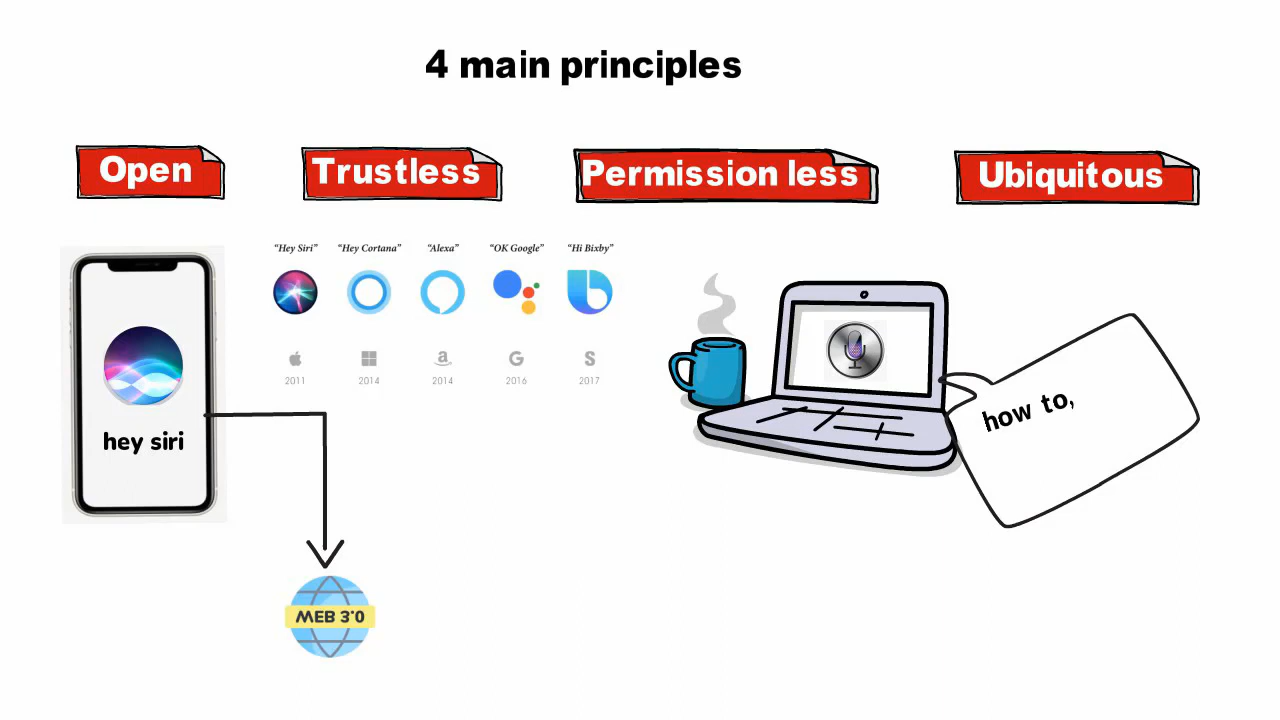 4 main principles
Open
Trustless
Permission less
Ubiquitous
“Hey Siri” “Hey Cortana” “Alexa” “OK Google” “Hi Bixby”
2011 2014 2014 2016 2017
hey siri
how to,
WEB 3.0